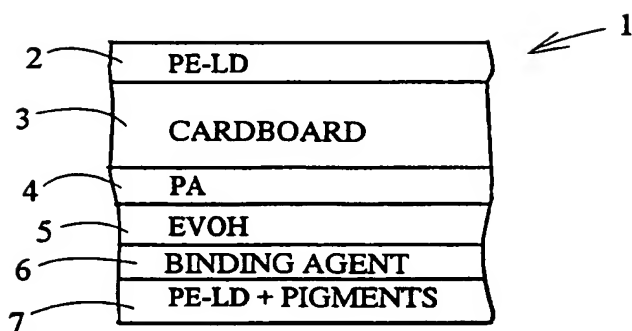 1
2 PE-LD
3 CARDBOARD
4 PA
5 EVOH
6 BINDING AGENT
7 PE-LD + PIGMENTS